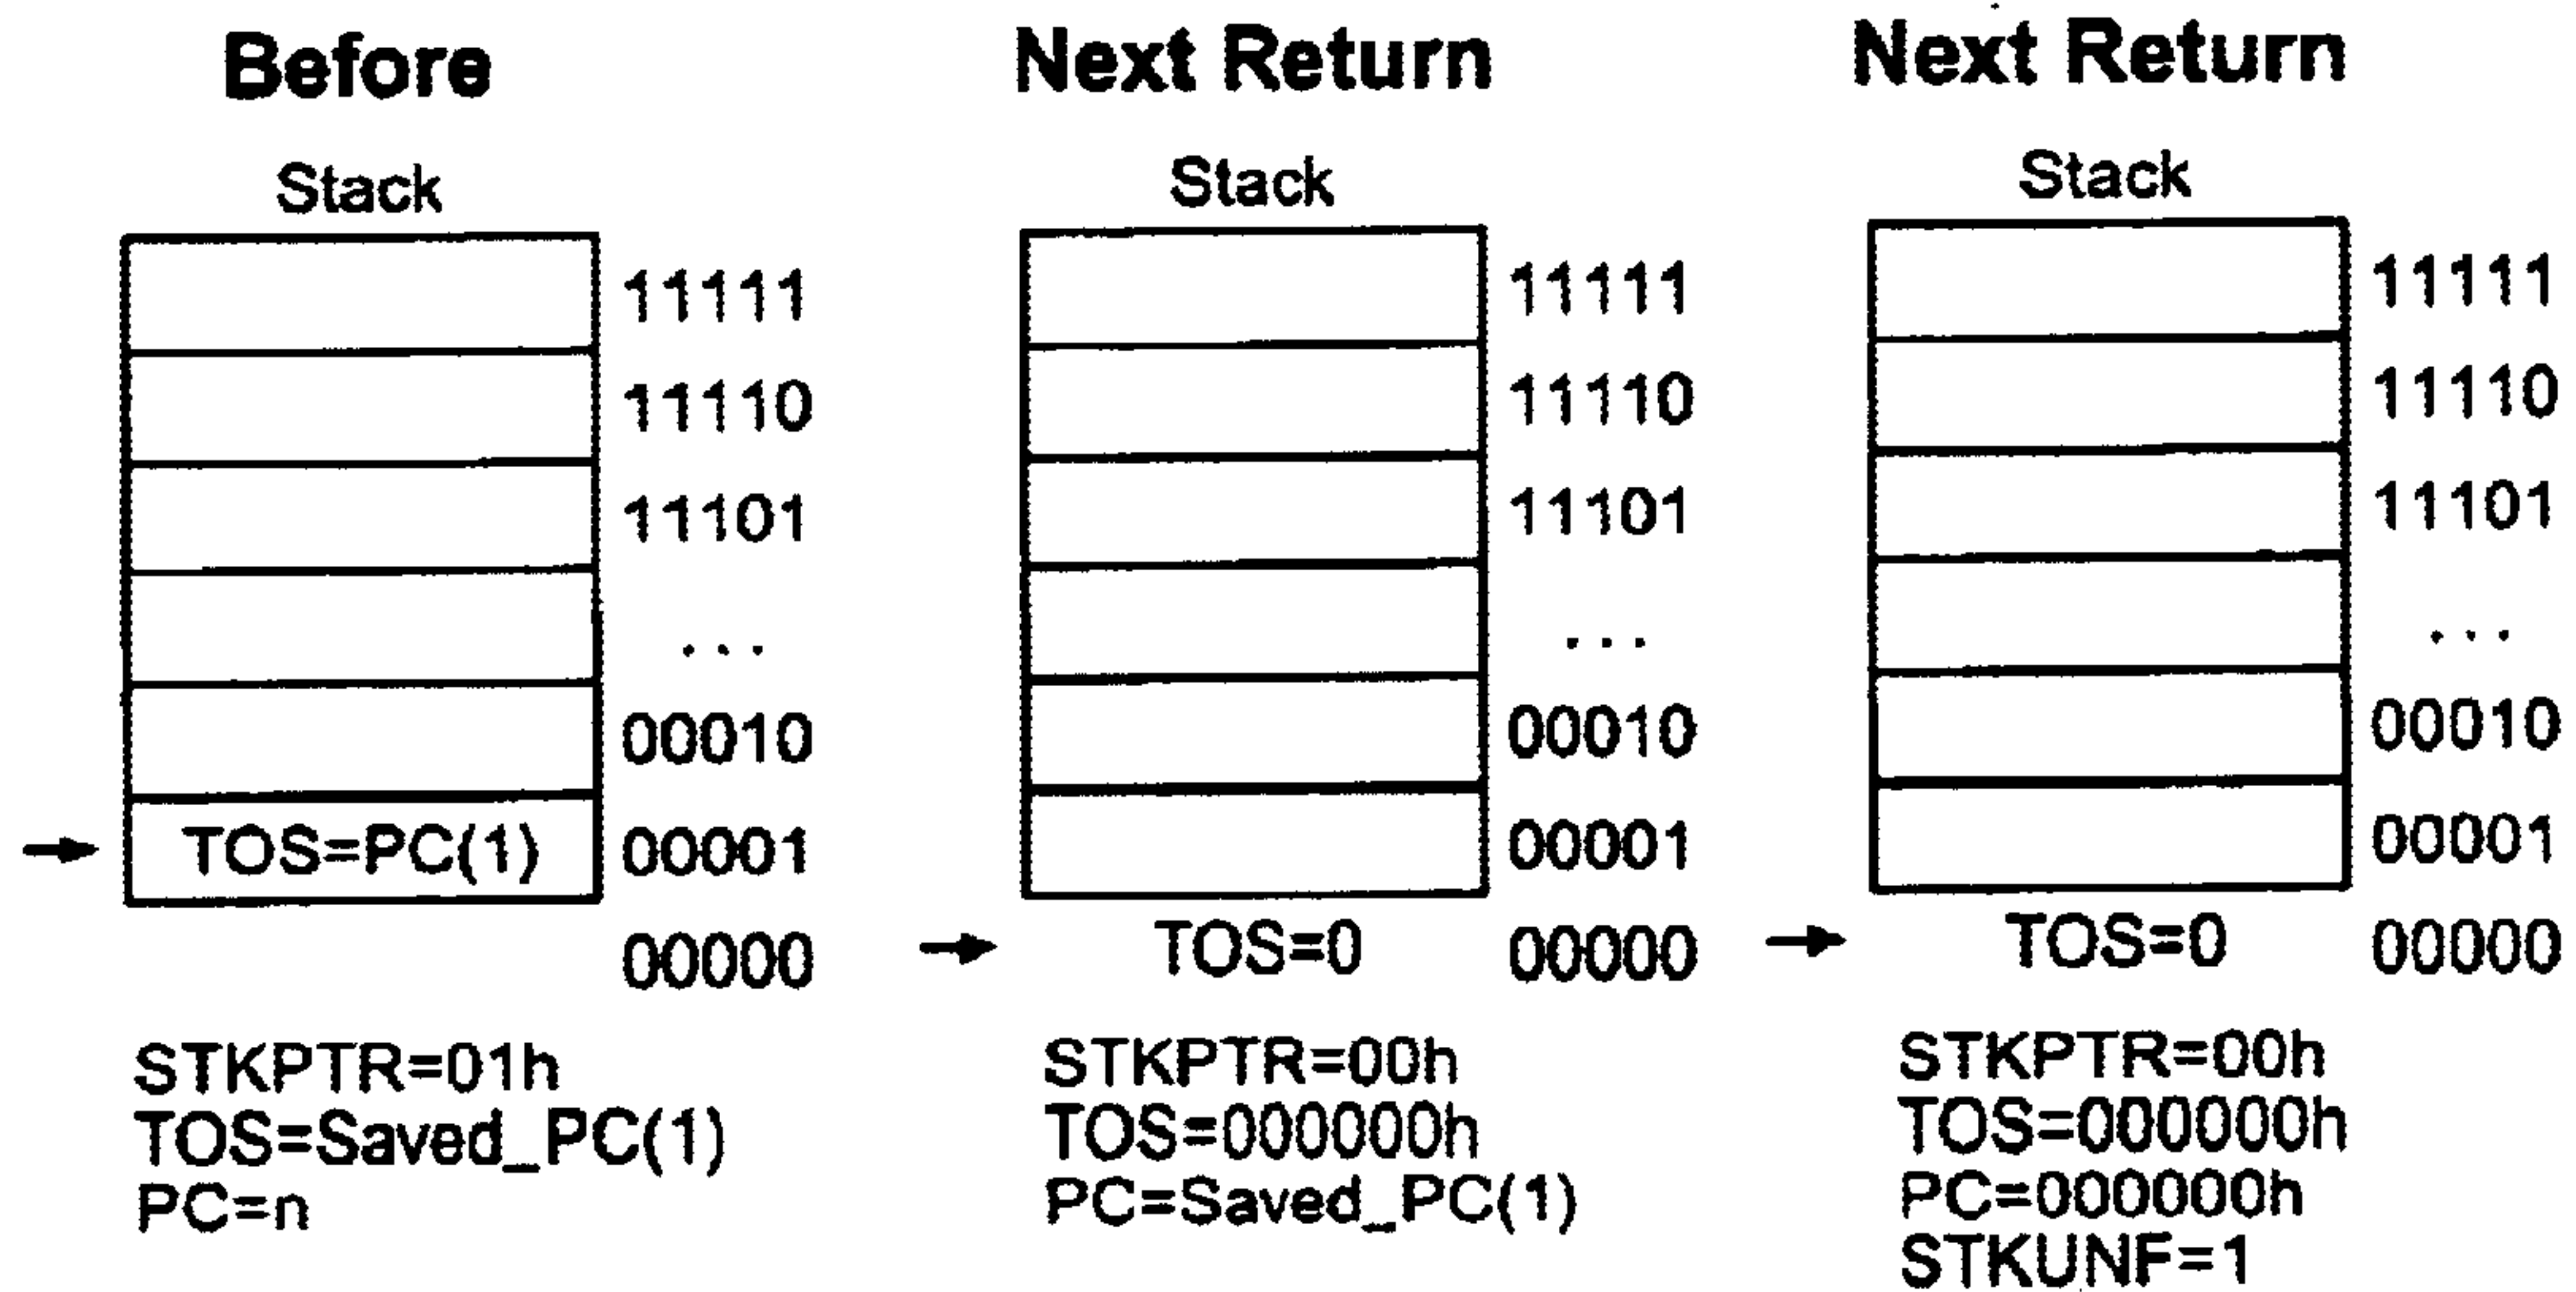 Before
Stack
11111
11110
11101
...
00010
TOS=PC(1) 00001
00000
STKPTR=01h
TOS=Saved_PC(1)
PC=n
Next Return
Stack
11111
11110
11101
...
00010
00001
TOS=0 00000
STKPTR=00h
TOS=000000h
PC=Saved_PC(1)
Next Return
Stack
11111
11110
11101
...
00010
00001
TOS=0 00000
STKPTR=00h
TOS=000000h
PC=000000h
STKUNF=1